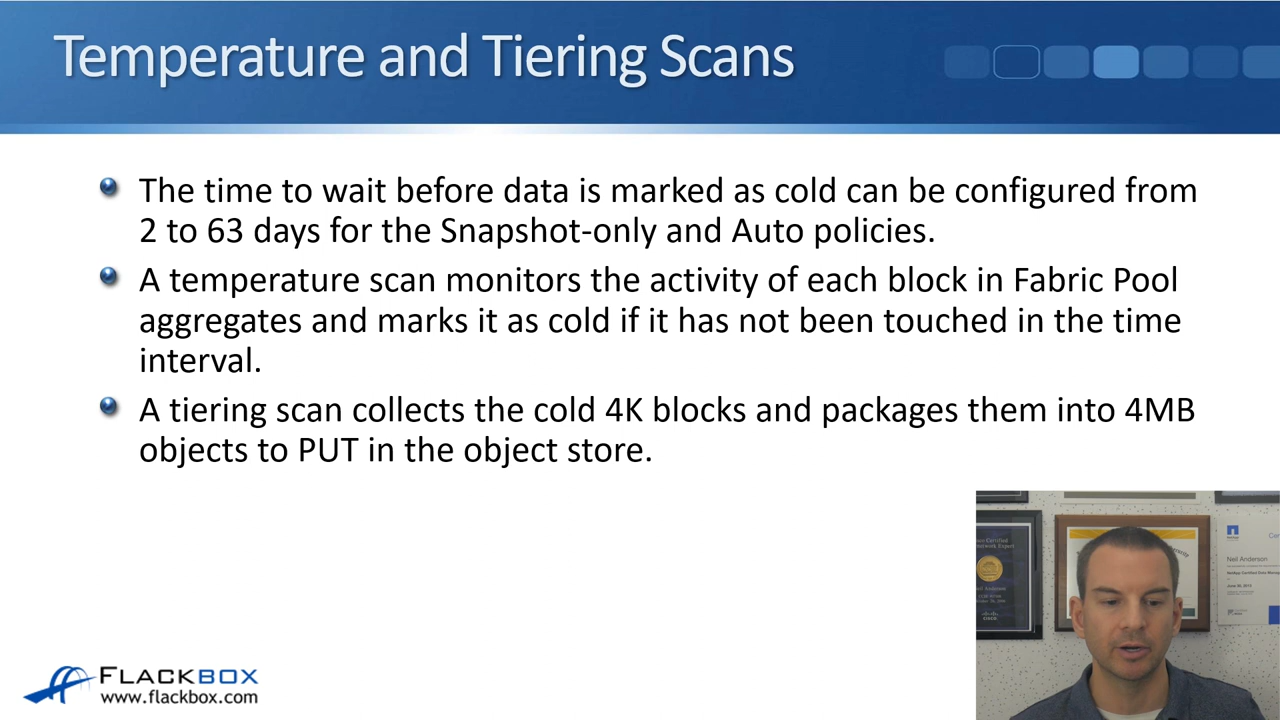 Temperature and Tiering Scans
The time to wait before data is marked as cold can be configured from
2 to 63 days for the Snapshot-only and Auto policies.
A temperature scan monitors the activity of each block in Fabric Pool
aggregates and marks it as cold if it has not been touched in the time
interval.
A tiering scan collects the cold 4K blocks and packages them into 4MB
objects to PUT in the object store.
FLACKBOX
www.flackbox.com
Neil Anderson